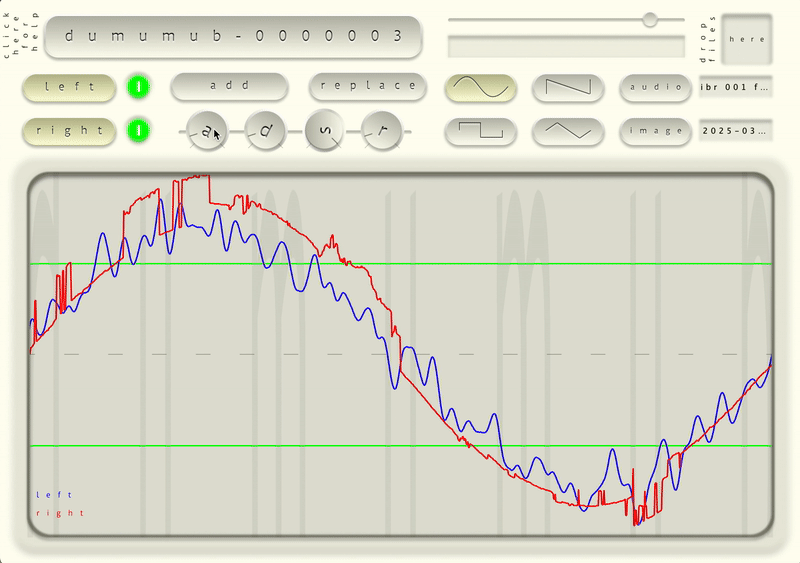 click here for help
dumumub-0000003
drop files
here
left
add
replace
audio
ibr 001 f...
right
a
d
s
r
image
2025-03...
left
right